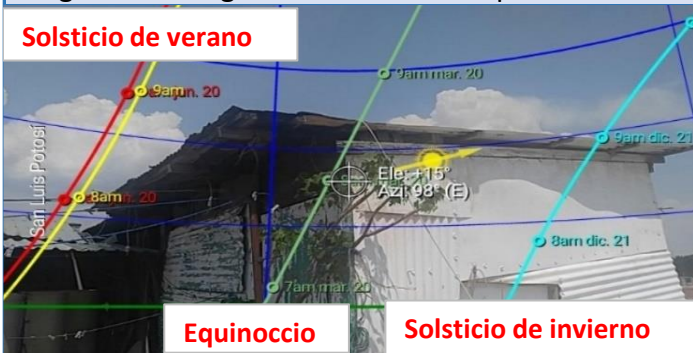 Solsticio de verano
9am
jun. 20
9am mar. 20
9am dic. 21
San Luis Potosí
Ele: +15°
Azi: 98° (E)
8am
jun. 20
8am dic. 21
7am mar. 20
Equinoccio
Solsticio de invierno